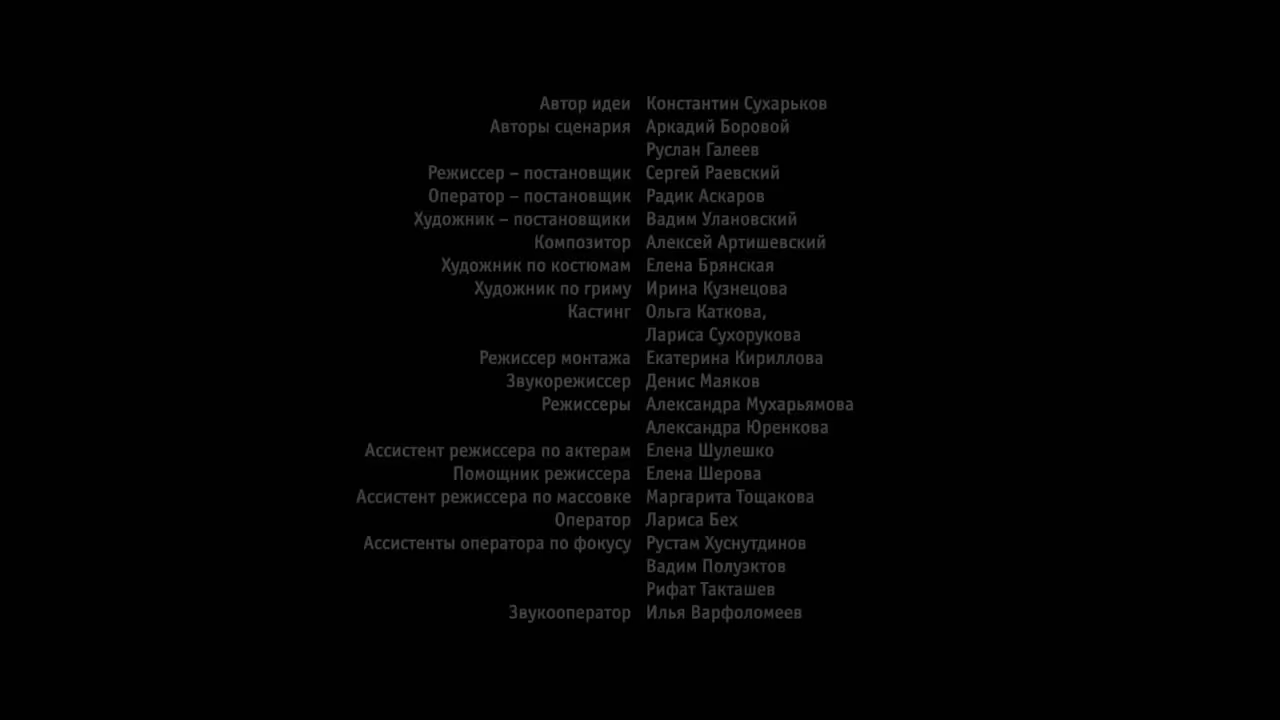 Автор идеи Константин Сухарьков
Авторы сценария Аркадий Боровой
Руслан Галеев
Режиссер – постановщик Сергей Раевский
Оператор – постановщик Радик Аскаров
Художник – постановщики Вадим Улановский
Композитор Алексей Артишевский
Художник по костюмам Елена Брянская
Художник по гриму Ирина Кузнецова
Кастинг Ольга Каткова,
Лариса Сухорукова
Режиссер монтажа Екатерина Кириллова
Звукорежиссер Денис Маяков
Режиссеры Александра Мухарьямова
Александра Юренкова
Ассистент режиссера по актерам Елена Шулешко
Помощник режиссера Елена Шерова
Ассистент режиссера по массовке Маргарита Тощакова
Оператор Лариса Бех
Ассистенты оператора по фокусу Рустам Хуснутдинов
Вадим Полуэктов
Рифат Такташев
Звукооператор Илья Варфоломеев